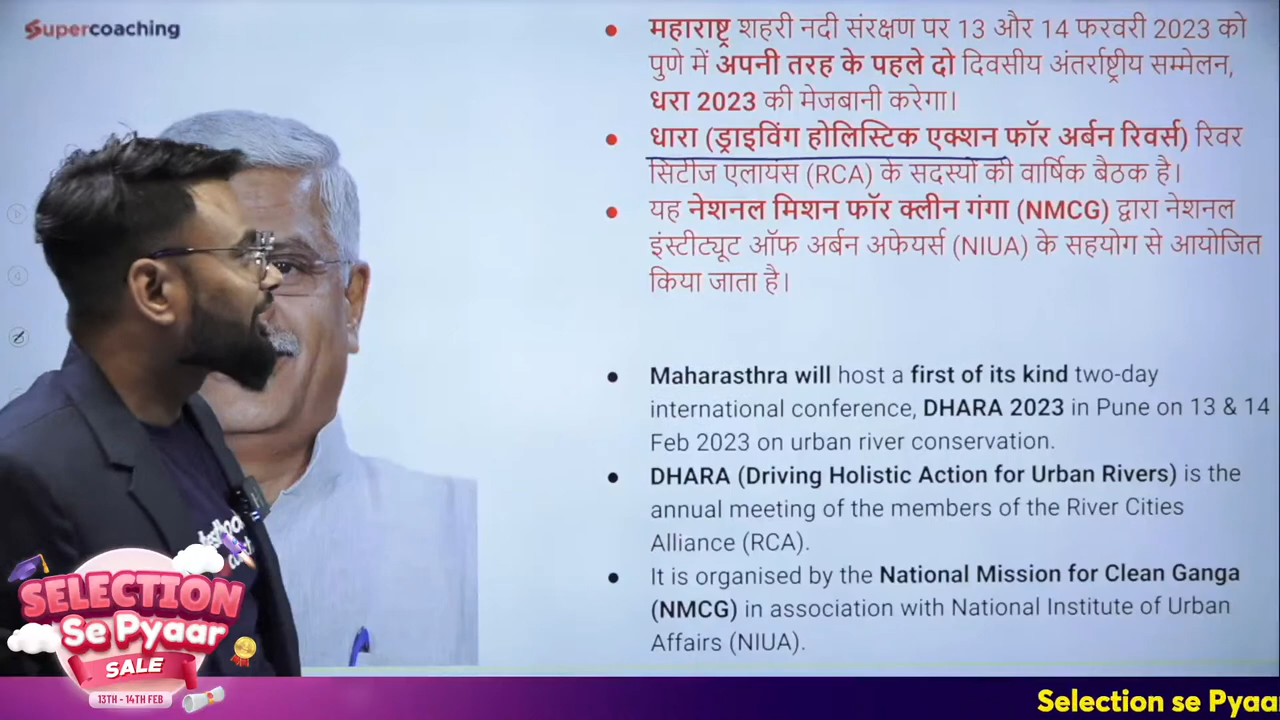 Supercoaching
महाराष्ट्र शहरी नदी संरक्षण पर 13 और 14 फरवरी 2023 को
पुणे में अपनी तरह के पहले दो दिवसीय अंतर्राष्ट्रीय सम्मेलन,
धरा 2023 की मेजबानी करेगा।
धारा (ड्राइविंग होलिस्टिक एक्शन फॉर अर्बन रिवर्स) रिवर
सिटीज एलायंस (RCA) के सदस्यों की वार्षिक बैठक है।
यह नेशनल मिशन फॉर क्लीन गंगा (NMCG) द्वारा नेशनल
इंस्टीट्यूट ऑफ अर्बन अफेयर्स (NIUA) के सहयोग से आयोजित
किया जाता है।
Maharasthra will host a first of its kind two-day
international conference, DHARA 2023 in Pune on 13 & 14
Feb 2023 on urban river conservation.
DHARA (Driving Holistic Action for Urban Rivers) is the
annual meeting of the members of the River Cities
Alliance (RCA).
It is organised by the National Mission for Clean Ganga
(NMCG) in association with National Institute of Urban
Affairs (NIUA).
SELECTION
Se Pyaar
SALE
13TH - 14TH FEB
Selection se Pyaa